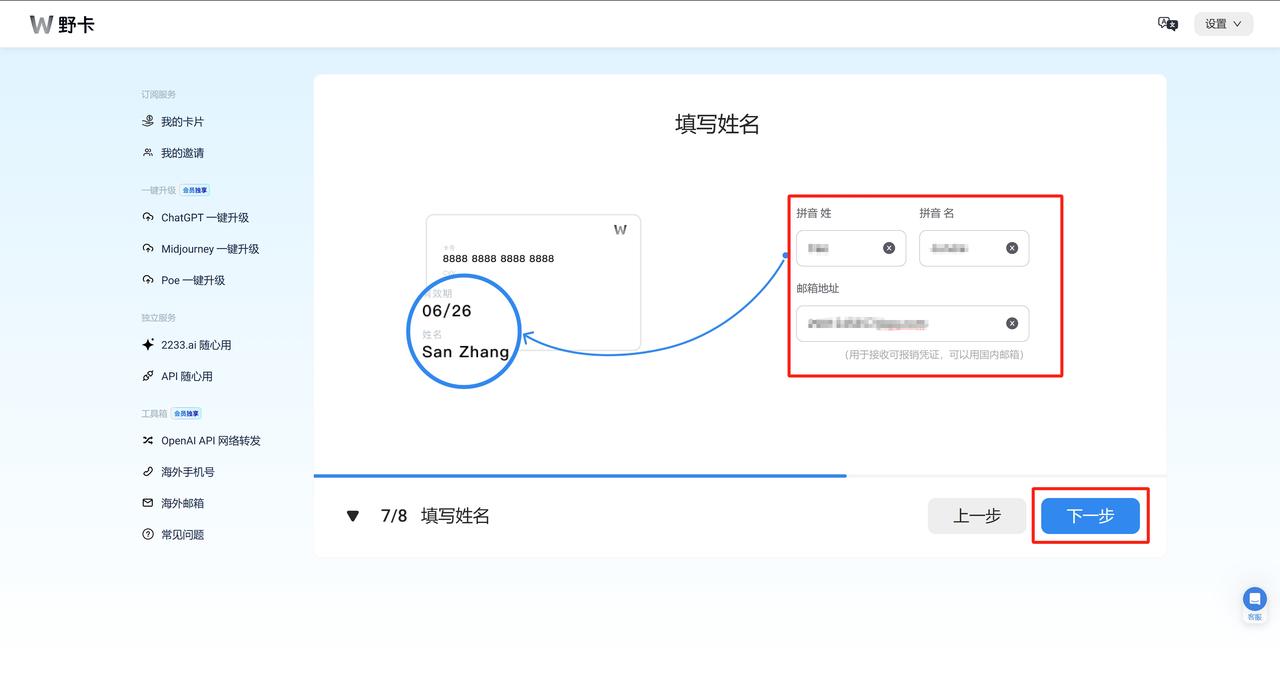 W 野卡
设置
订阅服务
我的卡片
我的邀请
一键升级 会员独享
ChatGPT 一键升级
Midjourney 一键升级
Poe 一键升级
独立服务
2233.ai 随心用
API 随心用
工具箱 会员独享
OpenAI API 网络转发
海外手机号
海外邮箱
常见问题
填写姓名
W
卡号
8888 8888 8888 8888
有效期
06/26
姓名
San Zhang
拼音 姓
拼音 名
邮箱地址
(用于接收可报销凭证，可以用国内邮箱)
7/8 填写姓名
上一步
下一步
客服